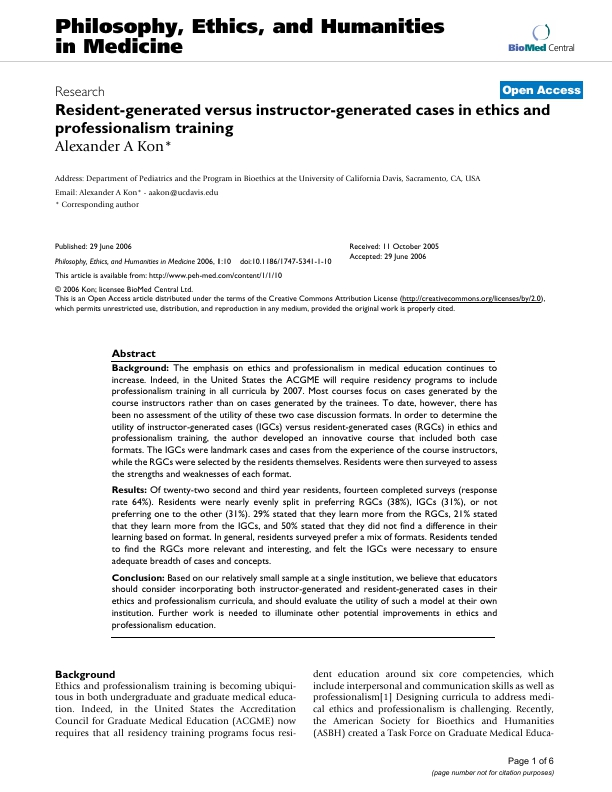 Philosophy, Ethics, and Humanities
in Medicine
BioMed Central
Research
Open Access
Resident-generated versus instructor-generated cases in ethics and
professionalism training
Alexander A Kon*
Address: Department of Pediatrics and the Program in Bioethics at the University of California Davis, Sacramento, CA, USA
Email: Alexander A Kon* - aakon@ucdavis.edu
* Corresponding author
Published: 29 June 2006
Philosophy, Ethics, and Humanities in Medicine 2006, 1:10 doi:10.1186/1747-5341-1-10
Received: 11 October 2005
Accepted: 29 June 2006
This article is available from: http://www.peh-med.com/content/1/1/10
© 2006 Kon; licensee BioMed Central Ltd.
This is an Open Access article distributed under the terms of the Creative Commons Attribution License (http://creativecommons.org/licenses/by/2.0),
which permits unrestricted use, distribution, and reproduction in any medium, provided the original work is properly cited.
Abstract
Background: The emphasis on ethics and professionalism in medical education continues to
increase. Indeed, in the United States the ACGME will require residency programs to include
professionalism training in all curricula by 2007. Most courses focus on cases generated by the
course instructors rather than on cases generated by the trainees. To date, however, there has
been no assessment of the utility of these two case discussion formats. In order to determine the
utility of instructor-generated cases (IGCs) versus resident-generated cases (RGCs) in ethics and
professionalism training, the author developed an innovative course that included both case
formats. The IGCs were landmark cases and cases from the experience of the course instructors,
while the RGCs were selected by the residents themselves. Residents were then surveyed to assess
the strengths and weaknesses of each format.
Results: Of twenty-two second and third year residents, fourteen completed surveys (response
rate 64%). Residents were nearly evenly split in preferring RGCs (38%), IGCs (31%), or not
preferring one to the other (31%). 29% stated that they learn more from the RGCs, 21% stated
that they learn more from the IGCs, and 50% stated that they did not find a difference in their
learning based on format. In general, residents surveyed prefer a mix of formats. Residents tended
to find the RGCs more relevant and interesting, and felt the IGCs were necessary to ensure
adequate breadth of cases and concepts.
Conclusion: Based on our relatively small sample at a single institution, we believe that educators
should consider incorporating both instructor-generated and resident-generated cases in their
ethics and professionalism curricula, and should evaluate the utility of such a model at their own
institution. Further work is needed to illuminate other potential improvements in ethics and
professionalism education.
Background
Ethics and professionalism training is becoming ubiqui-
tous in both undergraduate and graduate medical educa-
tion. Indeed, in the United States the Accreditation
Council for Graduate Medical Education (ACGME) now
requires that all residency training programs focus resi-
dent education around six core competencies, which
include interpersonal and communication skills as well as
professionalism[1] Designing curricula to address medi-
cal ethics and professionalism is challenging. Recently,
the American Society for Bioethics and Humanities
(ASBH) created a Task Force on Graduate Medical Educa-
Page 1 of 6
(page number not for citation purposes)